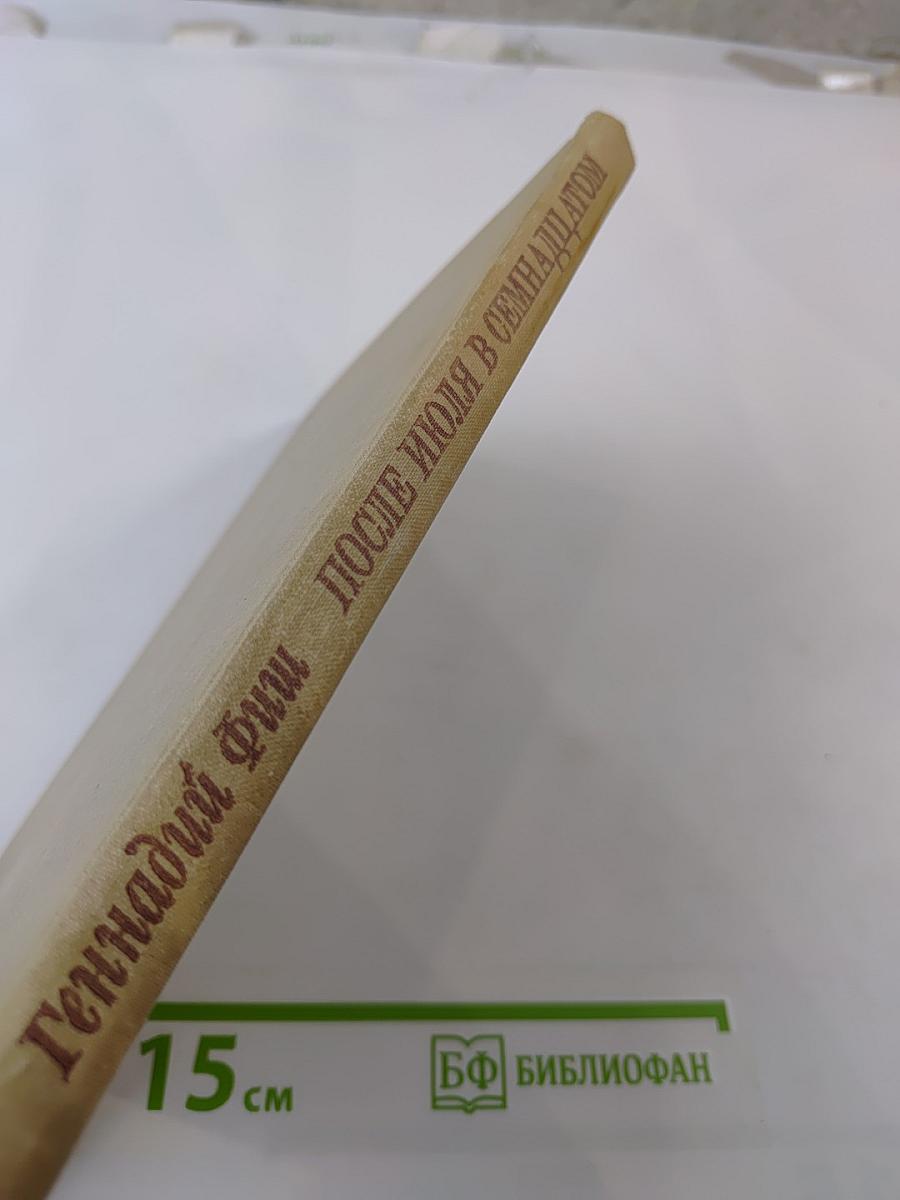 Геннадий Фиш ПОСЛЕ ИЮЛЯ В СЕМНАДЦАТОМ
15 см
БФ БИБЛИОФАН